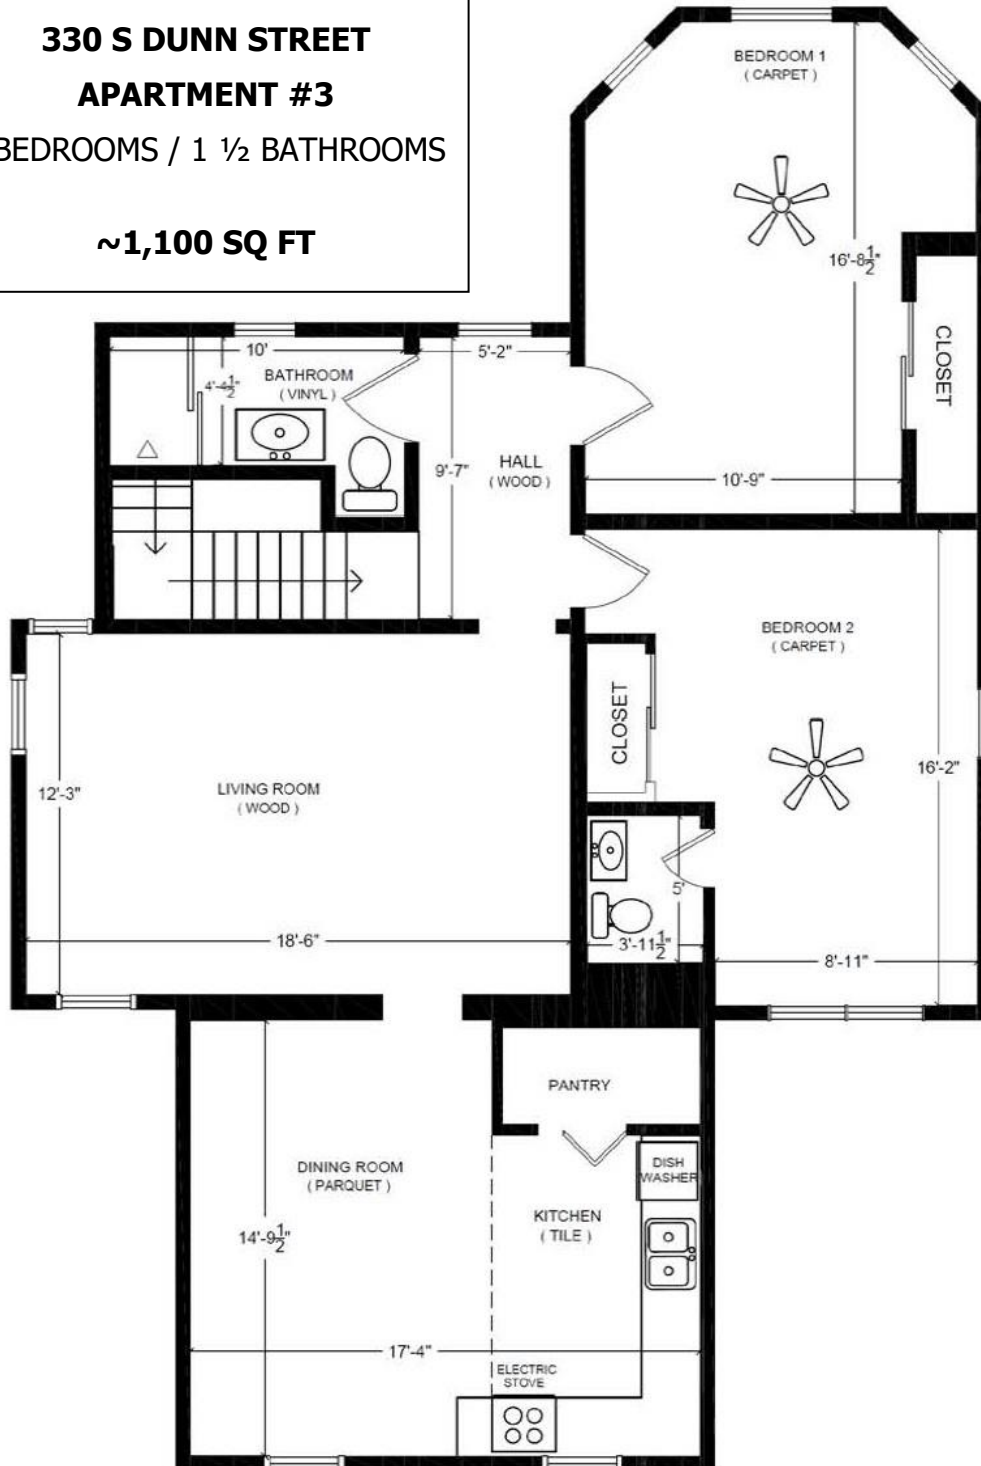 330 S DUNN STREET
APARTMENT #3
BEDROOMS / 1 ½ BATHROOMS
~1,100 SQ FT
BEDROOM 1
( CARPET )
16'-8½"
CLOSET
10'-9"
10'
5'-2"
BATHROOM
( VINYL )
4'-4½"
9'-7"
HALL
( WOOD )
BEDROOM 2
( CARPET )
CLOSET
16'-2"
12'-3"
LIVING ROOM
( WOOD )
18'-6"
5'
3'-11½"
8'-11"
PANTRY
DINING ROOM
( PARQUET )
DISH
WASHER
KITCHEN
( TILE )
14'-9½"
17'-4"
ELECTRIC
STOVE